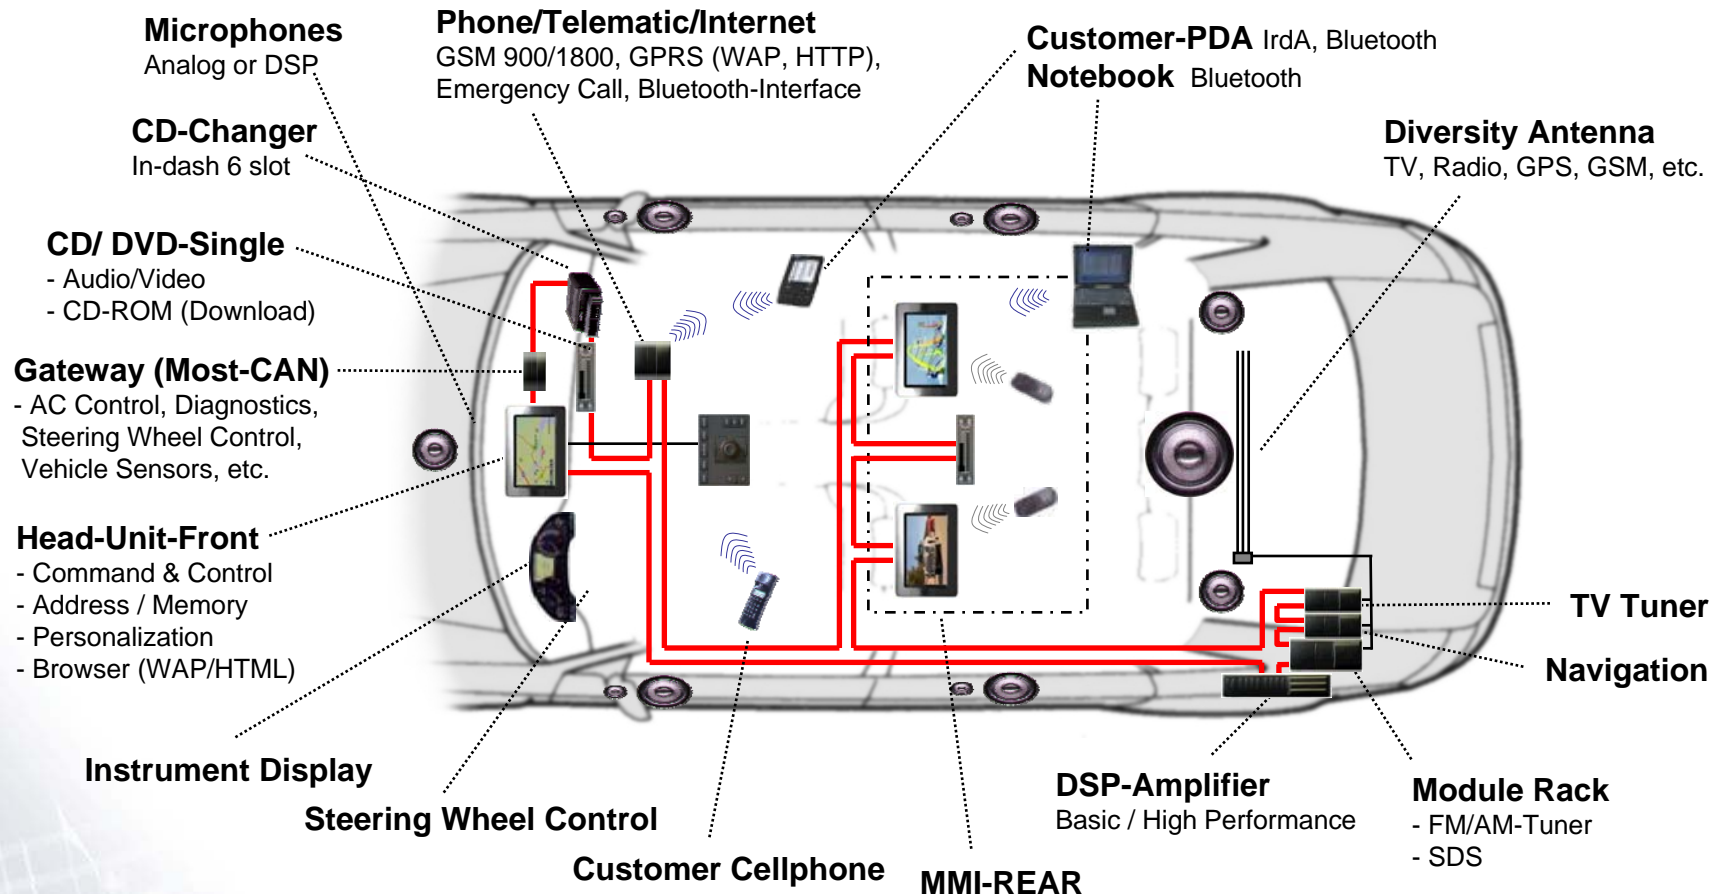 Microphones
Analog or DSP
Phone/Telematic/Internet
GSM 900/1800, GPRS (WAP, HTTP),
Emergency Call, Bluetooth-Interface
Customer-PDA IrdA, Bluetooth
Notebook Bluetooth
CD-Changer
In-dash 6 slot
Diversity Antenna
TV, Radio, GPS, GSM, etc.
CD/ DVD-Single
- Audio/Video
- CD-ROM (Download)
Gateway (Most-CAN)
- AC Control, Diagnostics,
Steering Wheel Control,
Vehicle Sensors, etc.
Head-Unit-Front
- Command & Control
- Address / Memory
- Personalization
- Browser (WAP/HTML)
TV Tuner
Navigation
Instrument Display
Steering Wheel Control
Customer Cellphone
MMI-REAR
DSP-Amplifier
Basic / High Performance
Module Rack
- FM/AM-Tuner
- SDS